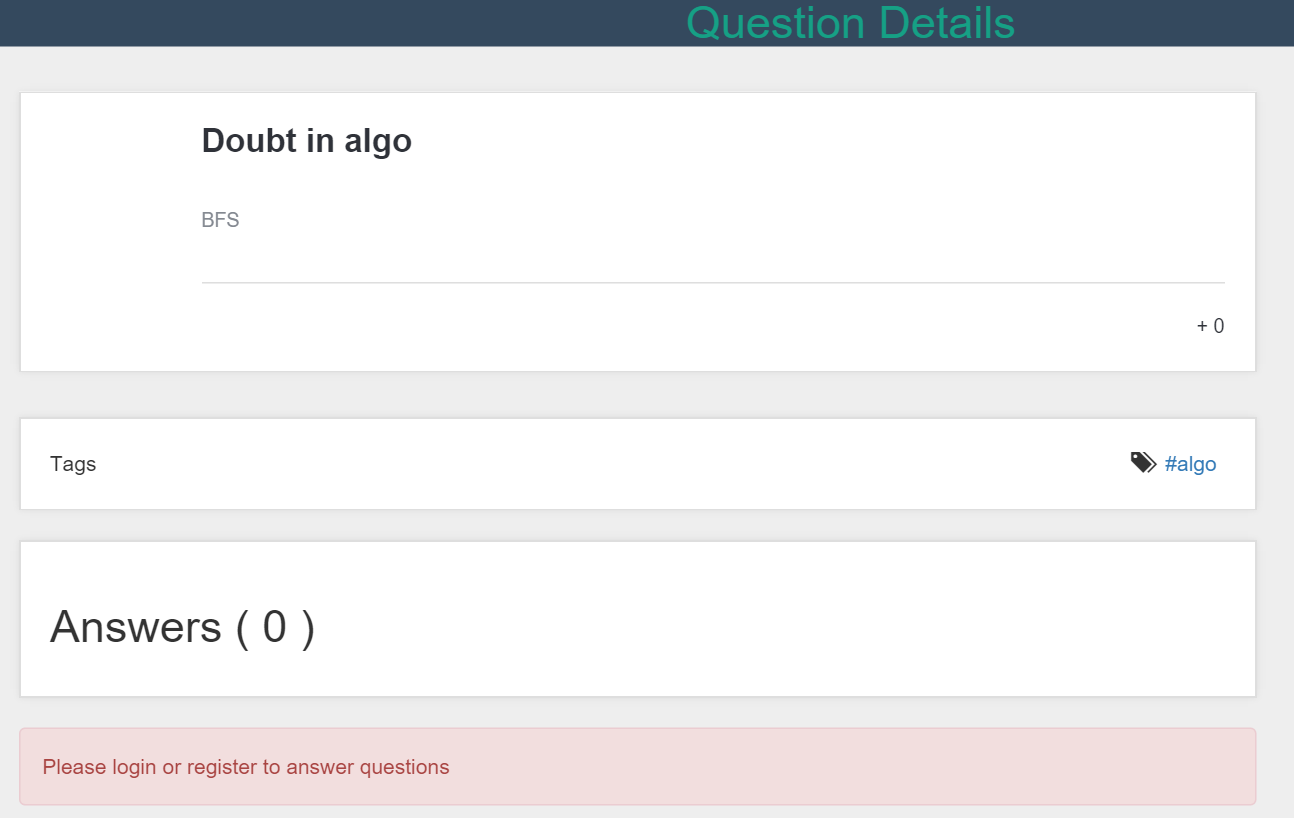 Question Details
Doubt in algo
BFS
+ 0
Tags #algo
Answers ( 0 )
Please login or register to answer questions